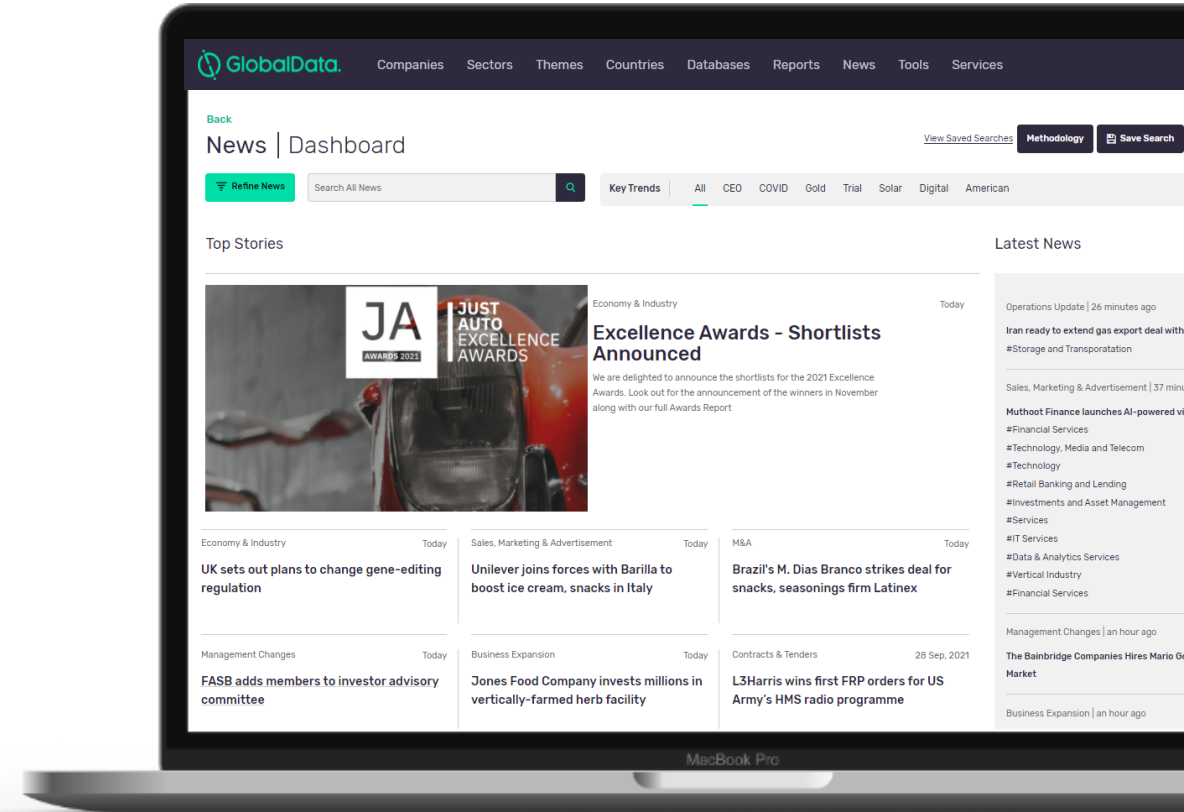 GlobalData.
Companies Sectors Themes Countries Databases Reports News Tools Services
Back
News | Dashboard
View Saved Searches Methodology Save Search
Refine News Search All News Key Trends All CEO COVID Gold Trial Solar Digital American
Top Stories
Latest News
JA
AWARDS 2021
JUST
AUTO
EXCELLENCE
AWARDS
Economy & Industry Today
Excellence Awards - Shortlists
Announced
We are delighted to announce the shortlists for the 2021 Excellence
Awards. Look out for the announcement of the winners in November
along with our full Awards Report
Economy & Industry Today
UK sets out plans to change gene-editing
regulation
Sales, Marketing & Advertisement Today
Unilever joins forces with Barilla to
boost ice cream, snacks in Italy
M&A Today
Brazil's M. Dias Branco strikes deal for
snacks, seasonings firm Latinex
Management Changes Today
FASB adds members to investor advisory
committee
Business Expansion Today
Jones Food Company invests millions in
vertically-farmed herb facility
Contracts & Tenders 28 Sep, 2021
L3Harris wins first FRP orders for US
Army's HMS radio programme
Operations Update | 26 minutes ago
Iran ready to extend gas export deal with
#Storage and Transporatation
Sales, Marketing & Advertisement | 37
Muthoot Finance launches AI-powered
#Financial Services
#Technology, Media and Telecom
#Technology
#Retail Banking and Lending
#Investments and Asset Management
#Services
#IT Services
#Data & Analytics Services
#Vertical Industry
#Financial Services
Management Changes | an hour ago
The Bainbridge Companies Hires Mario
Market
Business Expansion | an hour ago
MacBook Pro